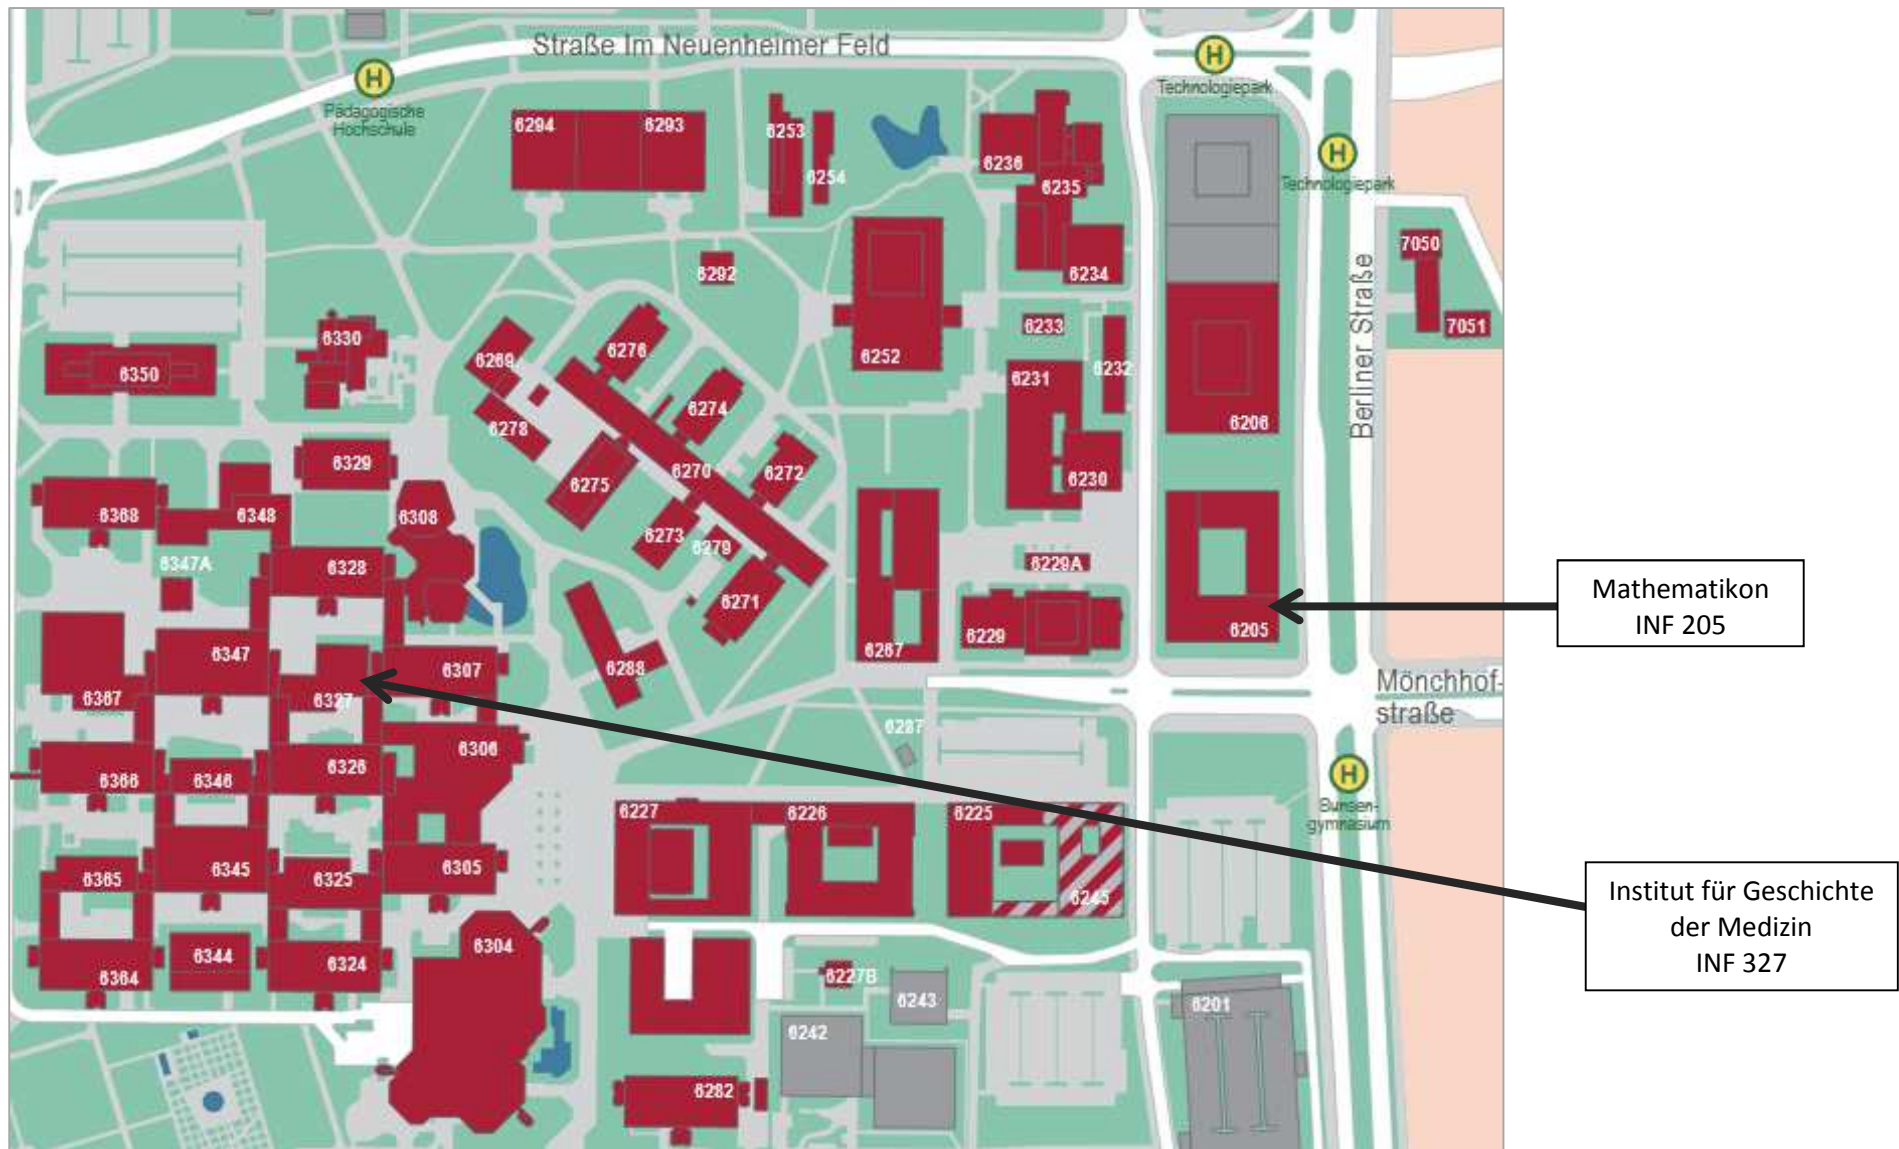 Straße Im Neuenheimer Feld
H
Technologiepark
H
Pädagogische
Hochschule
6294
6293
6253
6254
6236
6235
H
Technologiepark
6234
6292
7050
7051
Berliner Straße
6330
6350
6269
6276
6252
6233
6232
6231
6274
6278
6206
6329
6275
6270
6272
6230
6368
6348
6308
6273
6279
6347A
6328
6229A
6271
Mathematikon
INF 205
6229
6205
6347
6307
6288
6267
6367
6327
Mönchhof-
straße
6287
6306
6366
6346
6326
H
Bunsen-
gymnasium
6227
6226
6225
6365
6345
6325
6305
6245
Institut für Geschichte
der Medizin
INF 327
6304
6364
6344
6324
6227B
6243
6201
6242
6282